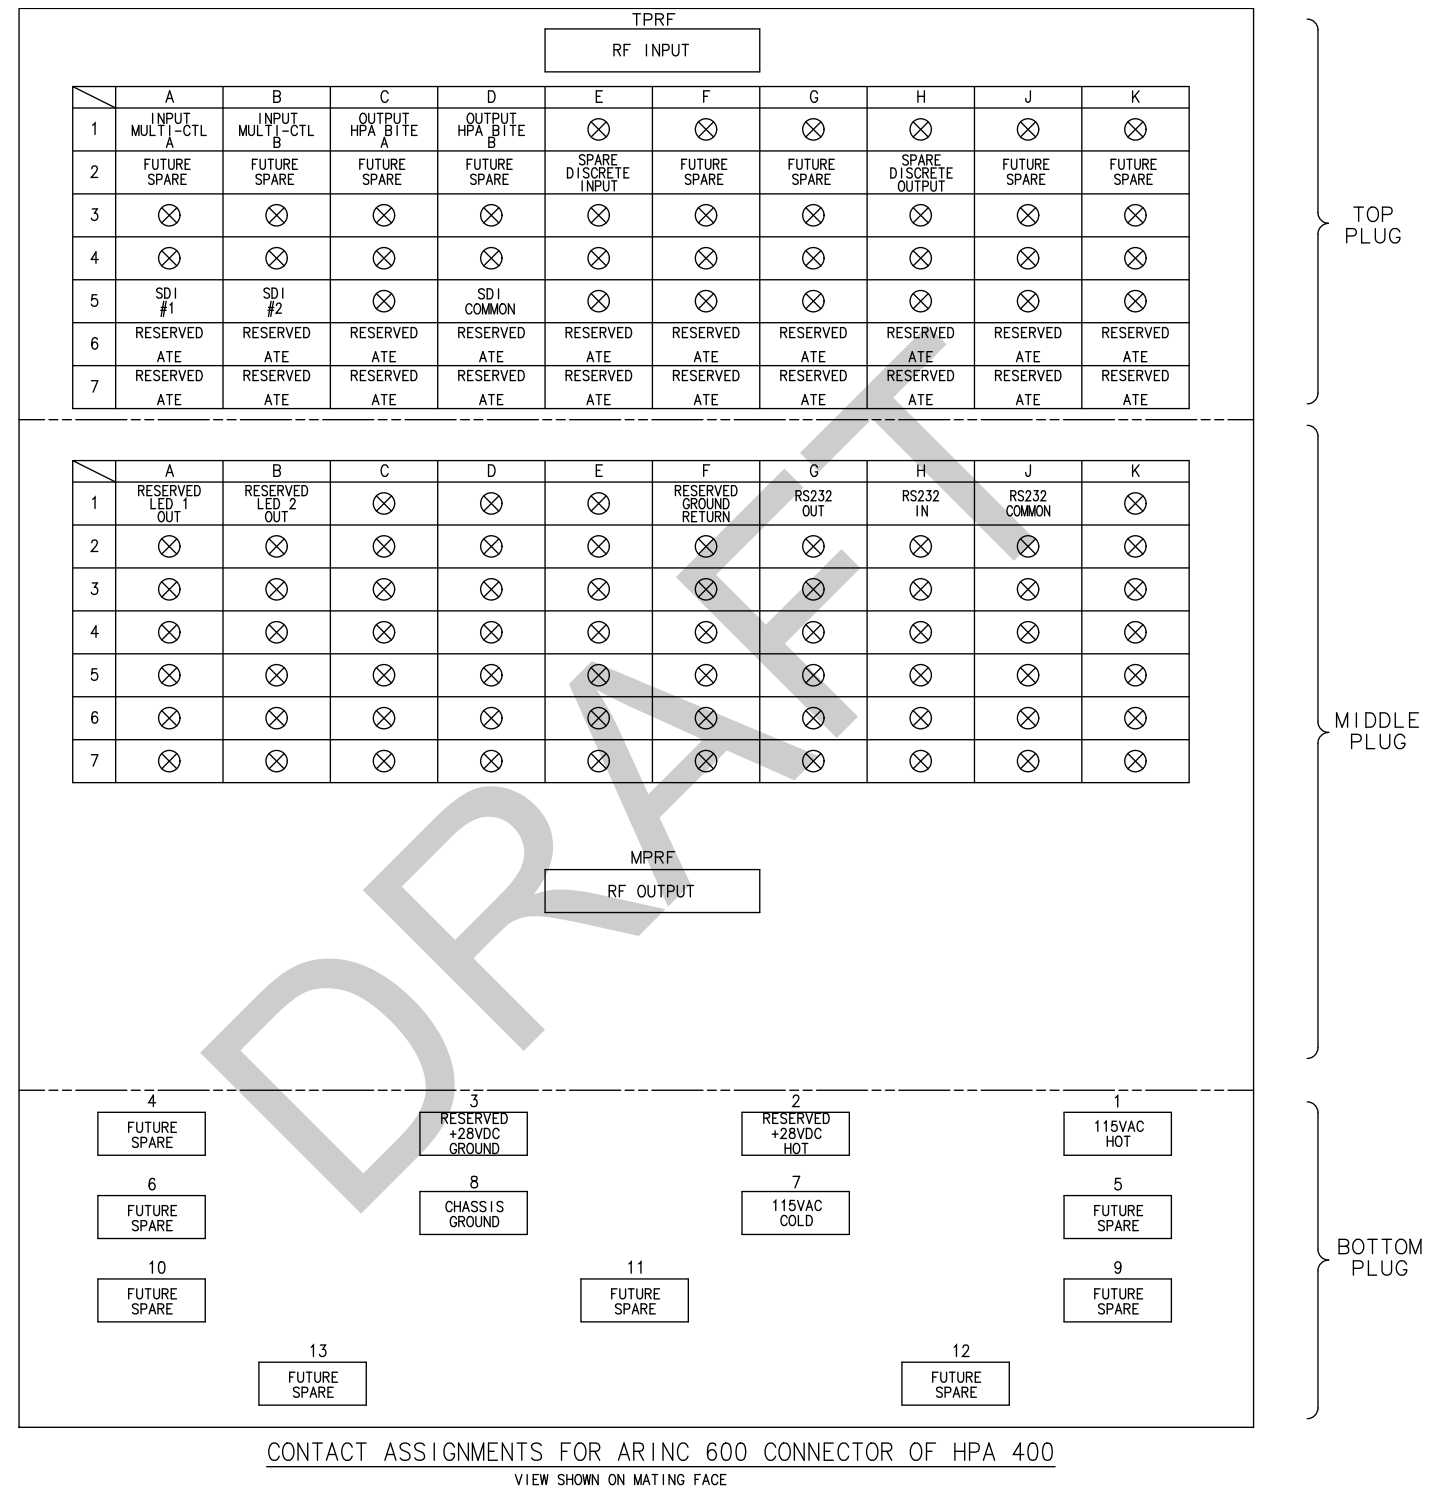 TPRF
RF INPUT
A B C D E F G H J K
1 INPUT MULTI-CTL A INPUT MULTI-CTL B OUTPUT HPA BITE A OUTPUT HPA BITE B
2 FUTURE SPARE FUTURE SPARE FUTURE SPARE FUTURE SPARE SPARE DISCRETE INPUT FUTURE SPARE FUTURE SPARE SPARE DISCRETE OUTPUT FUTURE SPARE FUTURE SPARE
3
4
5 SDI #1 SDI #2 SDI COMMON
6 RESERVED ATE RESERVED ATE RESERVED ATE RESERVED ATE RESERVED ATE RESERVED ATE RESERVED ATE RESERVED ATE RESERVED ATE RESERVED ATE
7 RESERVED ATE RESERVED ATE RESERVED ATE RESERVED ATE RESERVED ATE RESERVED ATE RESERVED ATE RESERVED ATE RESERVED ATE RESERVED ATE
TOP
PLUG
A B C D E F G H J K
1 RESERVED LED 1 OUT RESERVED LED 2 OUT RESERVED GROUND RETURN RS232 OUT RS232 IN RS232 COMMON
2
3
4
5
6
7
MIDDLE
PLUG
MPRF
RF OUTPUT
DRAFT
4 3 2 1
FUTURE SPARE RESERVED +28VDC GROUND RESERVED +28VDC HOT 115VAC HOT
6 8 7 5
FUTURE SPARE CHASSIS GROUND 115VAC COLD FUTURE SPARE
10 11 9
FUTURE SPARE FUTURE SPARE FUTURE SPARE
13 12
FUTURE SPARE FUTURE SPARE
BOTTOM
PLUG
CONTACT ASSIGNMENTS FOR ARINC 600 CONNECTOR OF HPA 400
VIEW SHOWN ON MATING FACE